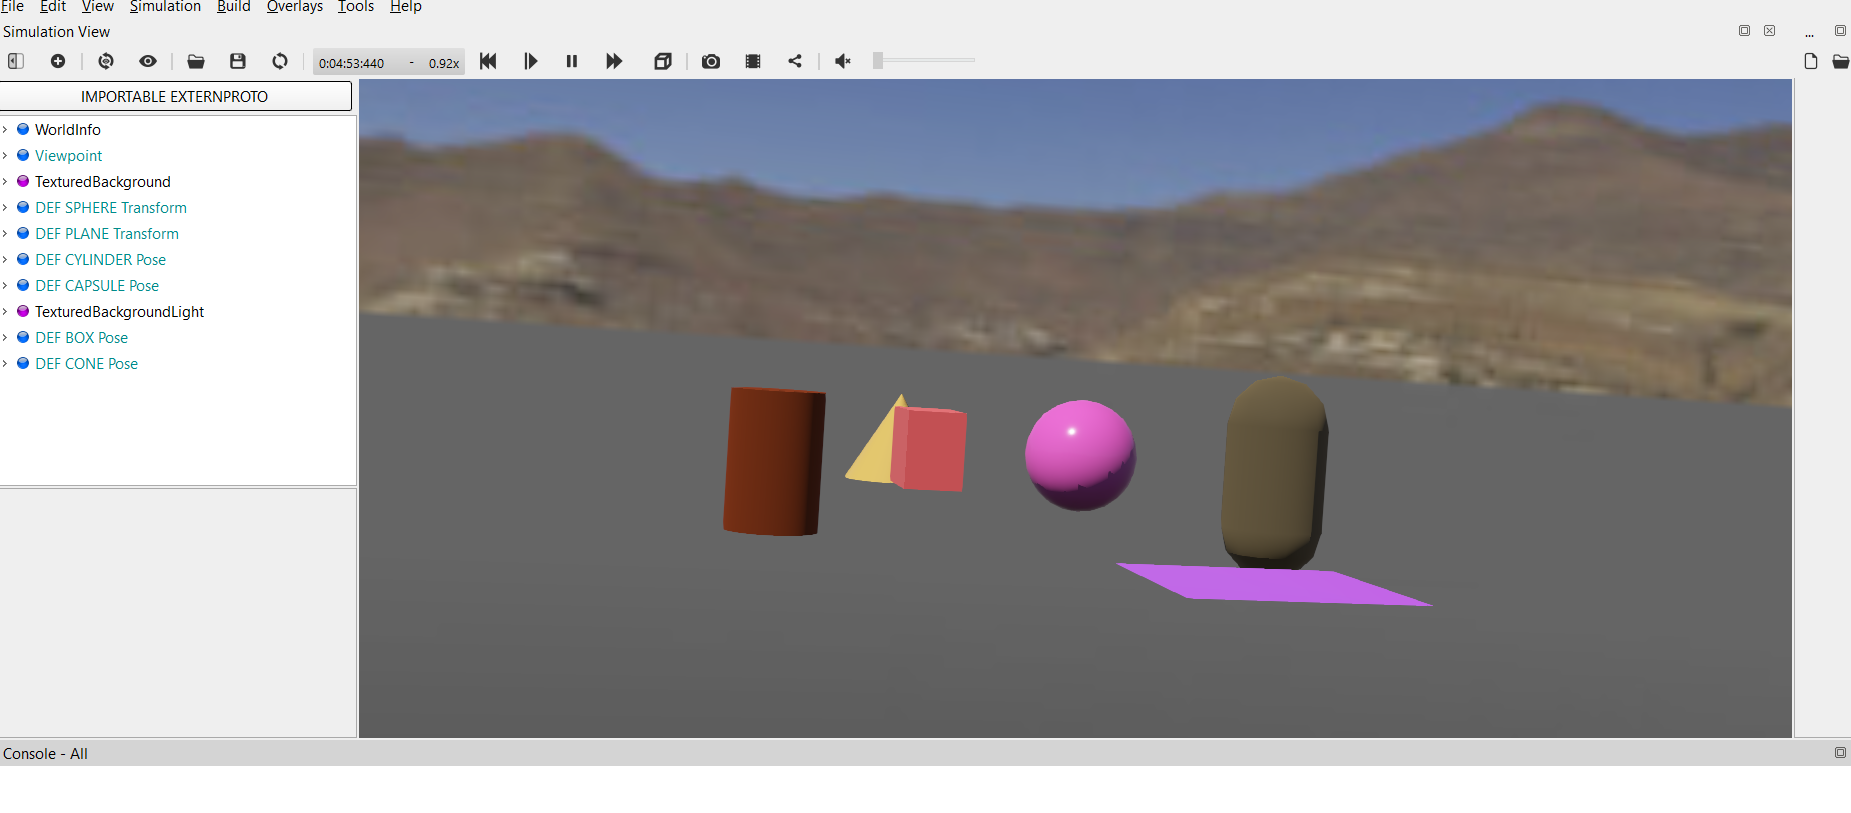 File Edit View Simulation Build Overlays Tools Help
Simulation View
...
0:04:53:440 - 0.92x
IMPORTABLE EXTERNPROTO
WorldInfo
Viewpoint
TexturedBackground
DEF SPHERE Transform
DEF PLANE Transform
DEF CYLINDER Pose
DEF CAPSULE Pose
TexturedBackgroundLight
DEF BOX Pose
DEF CONE Pose
Console - All